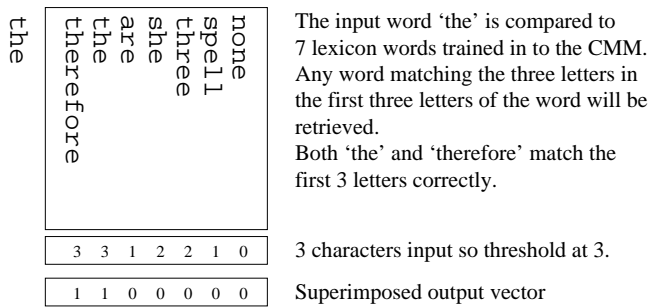 the
therefore
the
are
she
three
spell
none
The input word ‘the’ is compared to
7 lexicon words trained in to the CMM.
Any word matching the three letters in
the first three letters of the word will be
retrieved.
Both ‘the’ and ‘therefore’ match the
first 3 letters correctly.
3 3 1 2 2 1 0
3 characters input so threshold at 3.
1 1 0 0 0 0 0
Superimposed output vector